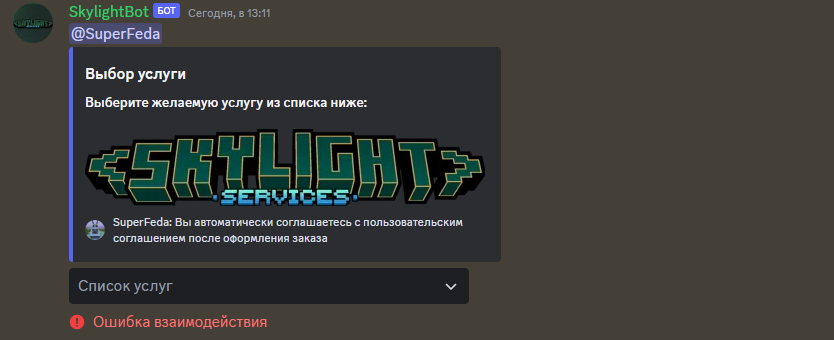 SkylightBot БОТ Сегодня, в 13:11
@SuperFeda
Выбор услуги
Выберите желаемую услугу из списка ниже:
<SKYLIGHT>
.SERVICES.
SuperFeda: Вы автоматически соглашаетесь с пользовательским
соглашением после оформления заказа
Список услуг
Ошибка взаимодействия